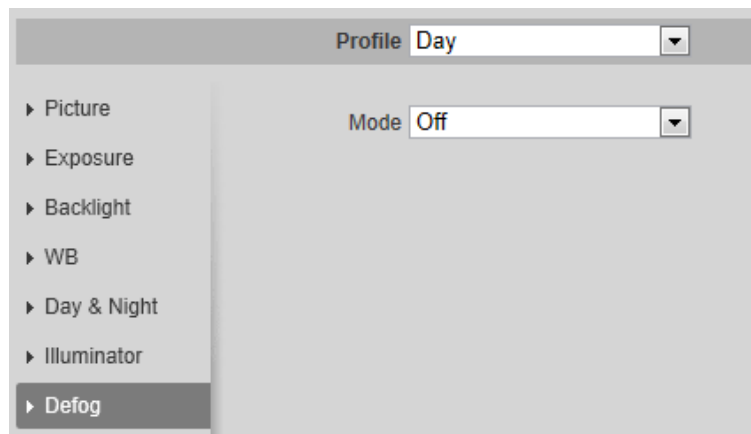 Profile Day
Picture
Mode Off
Exposure
Backlight
WB
Day & Night
Illuminator
Defog